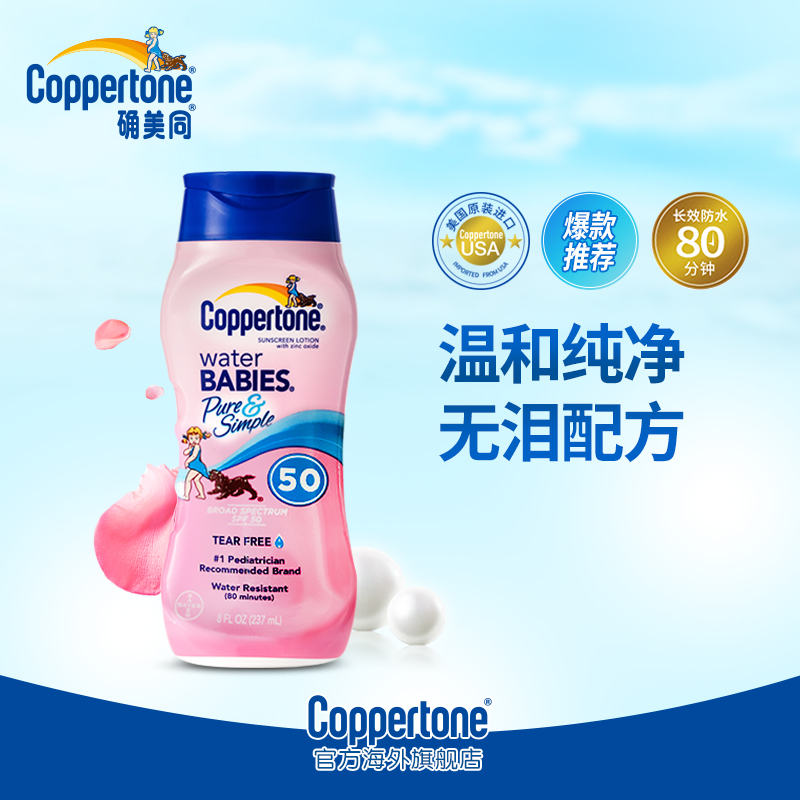 Coppertone®
确美同®
美国原装进口
Coppertone
USA
IMPORTED FROM USA
爆款
推荐
长效防水
80
分钟
温和纯净
无泪配方
Coppertone®
SUNSCREEN LOTION
with zinc oxide
water
BABIES®
Pure &
Simple
50
BROAD SPECTRUM
SPF 50
TEAR FREE
#1 Pediatrician
Recommended Brand
Water Resistant
(80 minutes)
BAYER
8 FL OZ (237 mL)
Coppertone®
官方海外旗舰店